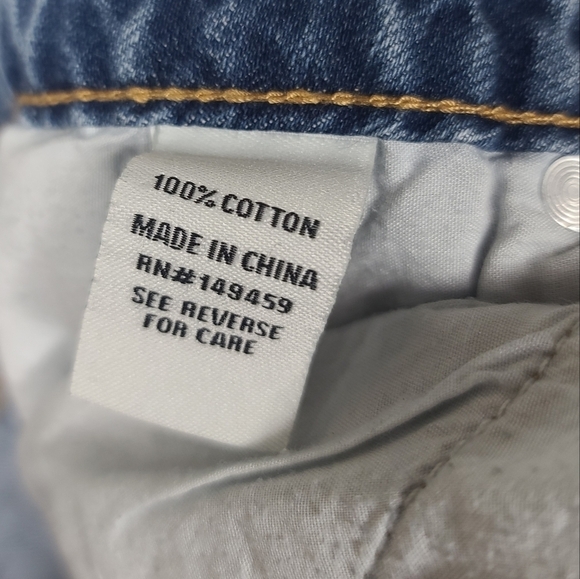 100% COTTON
MADE IN CHINA
RN#149459
SEE REVERSE
FOR CARE